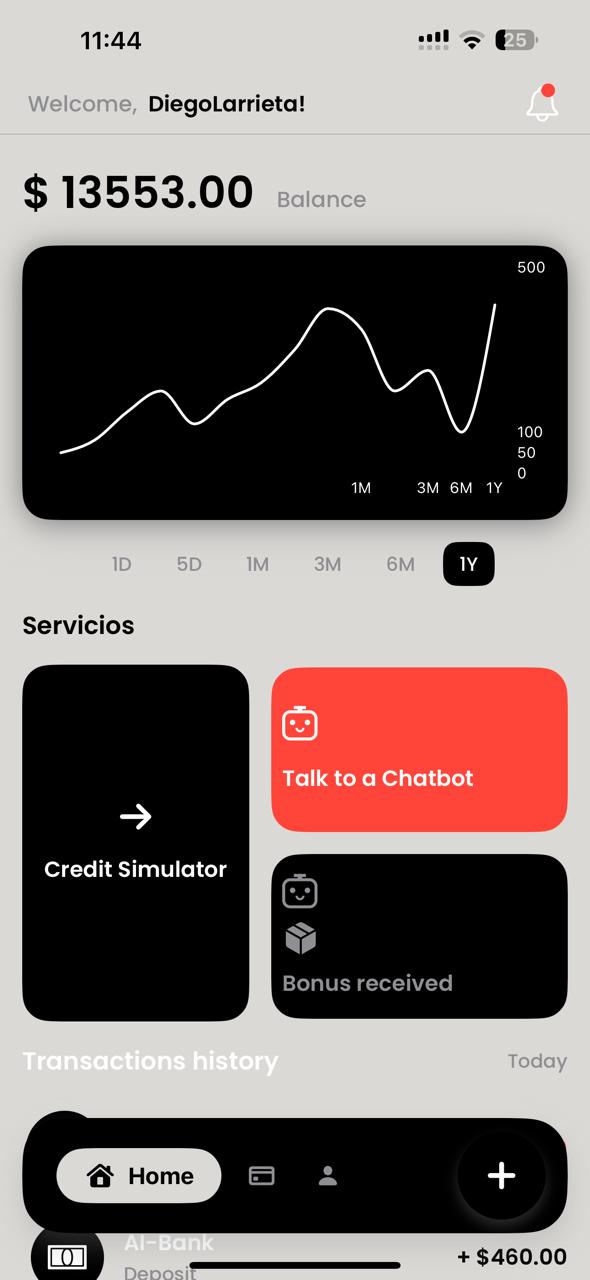 11:44
25
Welcome, DiegoLarrieta!
$ 13553.00 Balance
500
100
50
0
1M 3M 6M 1Y
1D 5D 1M 3M 6M 1Y
Servicios
Credit Simulator
Talk to a Chatbot
Bonus received
Transactions history Today
Home
AI-Bank
+ $460.00
Deposit